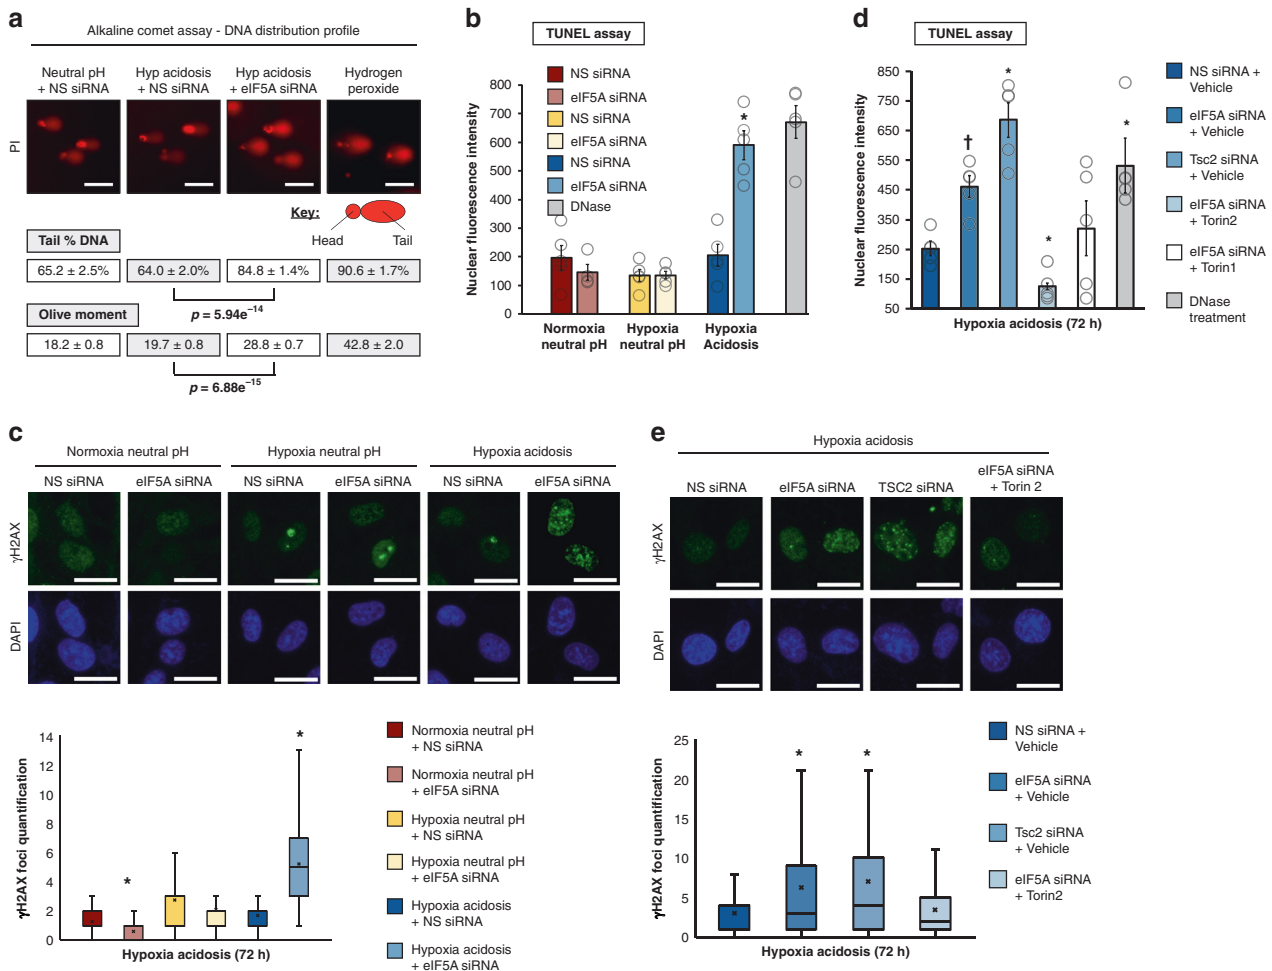 a
Alkaline comet assay - DNA distribution profile
Neutral pH
+ NS siRNA
Hyp acidosis
+ NS siRNA
Hyp acidosis
+ eIF5A siRNA
Hydrogen
peroxide
PI
Key:
Head
Tail
Tail % DNA
65.2 ± 2.5%
64.0 ± 2.0%
84.8 ± 1.4%
90.6 ± 1.7%
p = 5.94e−14
Olive moment
18.2 ± 0.8
19.7 ± 0.8
28.8 ± 0.7
42.8 ± 2.0
p = 6.88e−15
b
TUNEL assay
Nuclear fluorescence intensity
800
700
600
500
400
300
200
100
0
NS siRNA
eIF5A siRNA
NS siRNA
eIF5A siRNA
NS siRNA
eIF5A siRNA
DNase
*
Normoxia
neutral pH
Hypoxia
neutral pH
Hypoxia
Acidosis
d
TUNEL assay
Nuclear fluorescence intensity
850
750
650
550
450
350
250
150
50
†
*
*
*
Hypoxia acidosis (72 h)
NS siRNA +
Vehicle
eIF5A siRNA
+ Vehicle
Tsc2 siRNA
+ Vehicle
eIF5A siRNA
+ Torin2
eIF5A siRNA
+ Torin1
DNase
treatment
c
Normoxia neutral pH
Hypoxia neutral pH
Hypoxia acidosis
NS siRNA
eIF5A siRNA
NS siRNA
eIF5A siRNA
NS siRNA
eIF5A siRNA
γH2AX
DAPI
γH2AX foci quantification
14
12
10
8
6
4
2
0
*
*
Hypoxia acidosis (72 h)
Normoxia neutral pH
+ NS siRNA
Normoxia neutral pH
+ eIF5A siRNA
Hypoxia neutral pH
+ NS siRNA
Hypoxia neutral pH
+ eIF5A siRNA
Hypoxia acidosis
+ NS siRNA
Hypoxia acidosis
+ eIF5A siRNA
e
Hypoxia acidosis
NS siRNA
eIF5A siRNA
TSC2 siRNA
eIF5A siRNA
+ Torin 2
γH2AX
DAPI
γH2AX foci quantification
25
20
15
10
5
0
*
*
Hypoxia acidosis (72 h)
NS siRNA +
Vehicle
eIF5A siRNA
+ Vehicle
Tsc2 siRNA
+ Vehicle
eIF5A siRNA
+ Torin2